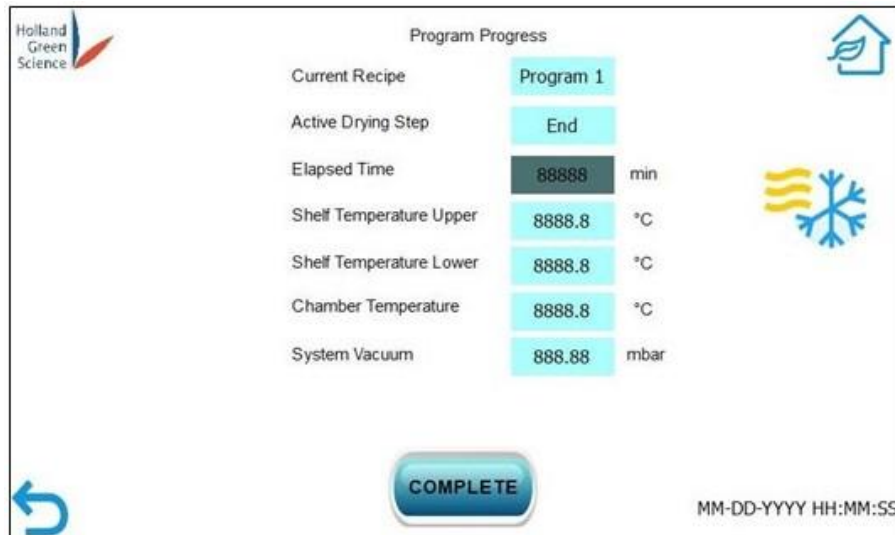 Holland
Green
Science
Program Progress
Current Recipe Program 1
Active Drying Step End
Elapsed Time 88888 min
Shelf Temperature Upper 8888.8 °C
Shelf Temperature Lower 8888.8 °C
Chamber Temperature 8888.8 °C
System Vacuum 888.88 mbar
COMPLETE
MM-DD-YYYY HH:MM:SS